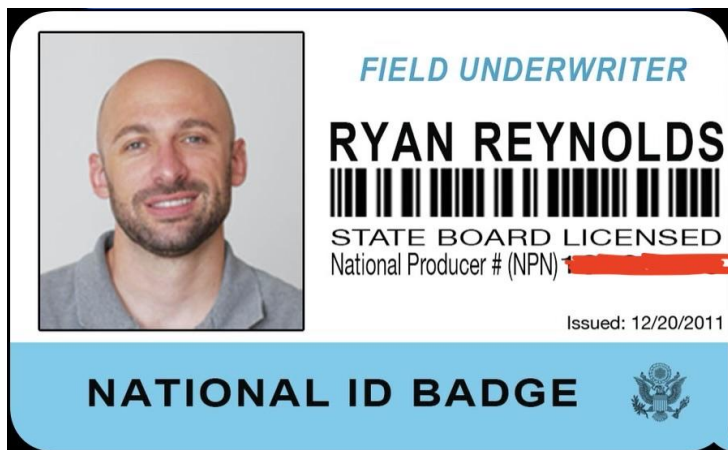 FIELD UNDERWRITER
RYAN REYNOLDS
STATE BOARD LICENSED
National Producer # (NPN)
Issued: 12/20/2011
NATIONAL ID BADGE